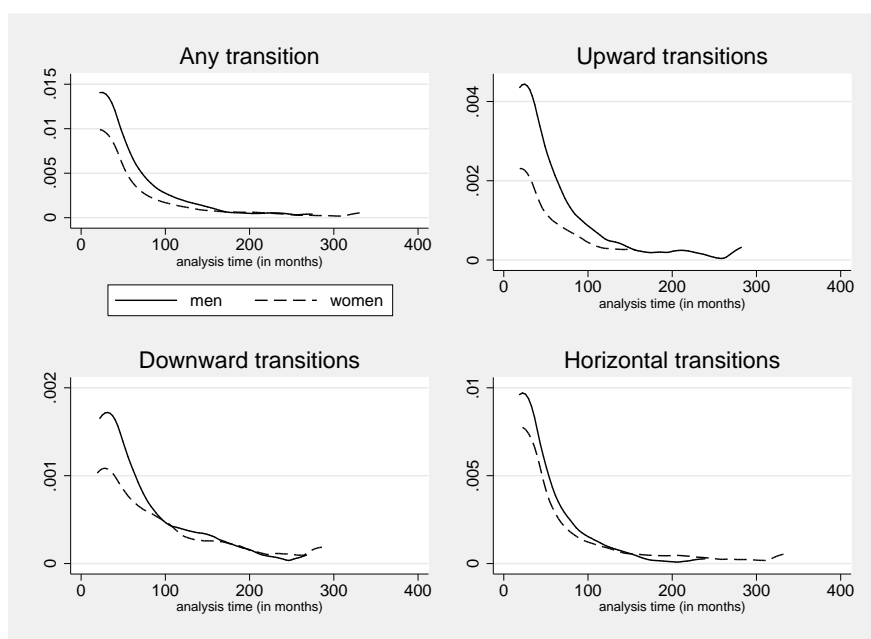 Any transition
.015
.01
.005
0
0 100 200 300 400
analysis time (in months)
Upward transitions
.004
.002
0
0 100 200 300 400
analysis time (in months)
men women
Downward transitions
.002
.001
0
0 100 200 300 400
analysis time (in months)
Horizontal transitions
.01
.005
0
0 100 200 300 400
analysis time (in months)